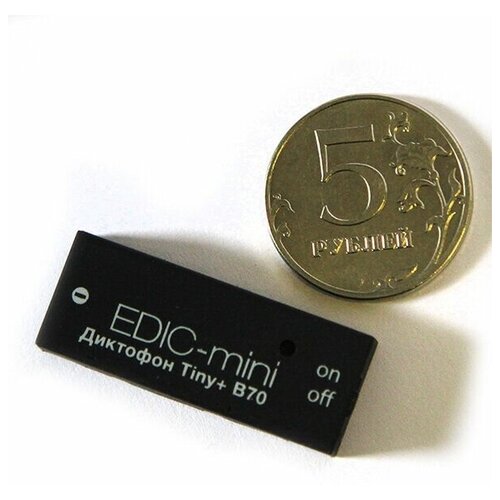 5
РУБЛЕЙ
EDIC-mini
Диктофон Tiny+ B70
on
off